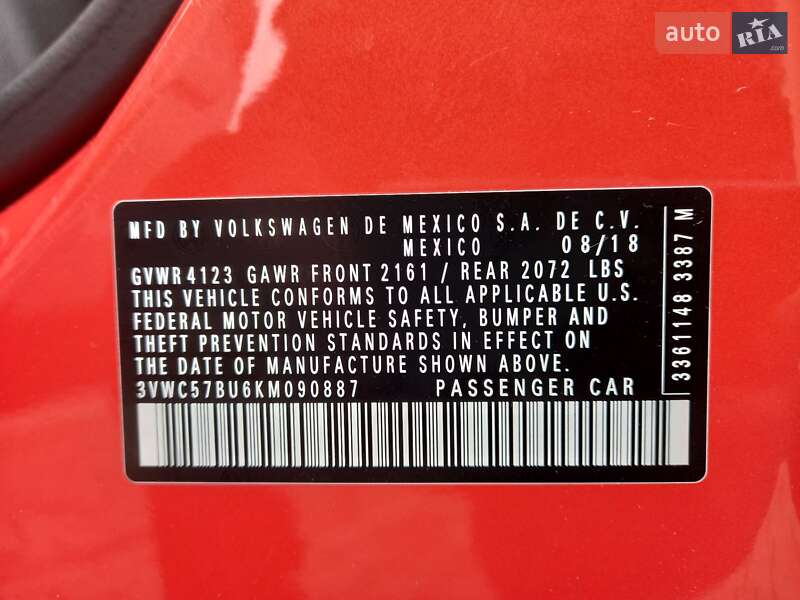 auto RIA.com
MFD BY VOLKSWAGEN DE MEXICO S.A. DE C.V.
MEXICO 08/18
GVWR 4123 GAWR FRONT 2161 / REAR 2072 LBS
THIS VEHICLE CONFORMS TO ALL APPLICABLE U.S.
FEDERAL MOTOR VEHICLE SAFETY, BUMPER AND
THEFT PREVENTION STANDARDS IN EFFECT ON
THE DATE OF MANUFACTURE SHOWN ABOVE.
3VWC57BU6KM090887 PASSENGER CAR
3361148 3387 M